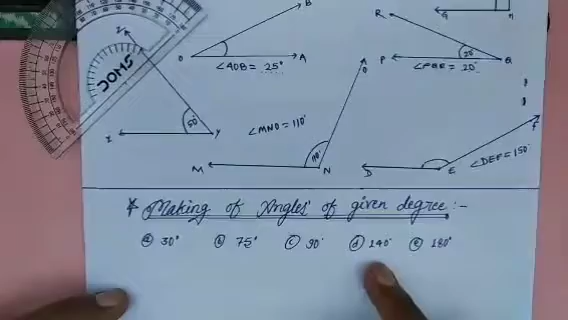 B
O
A
∠AOB = 25°
R
P
Q
25°
∠PQR = 25°
G
DOMS
Z
X
Y
50°
∠MNO = 110°
O
M
N
110°
D
E
F
∠DEF = 150°
* Making of Angles of given degree :-
(a) 30° (b) 75° (c) 90° (d) 140° (e) 180°